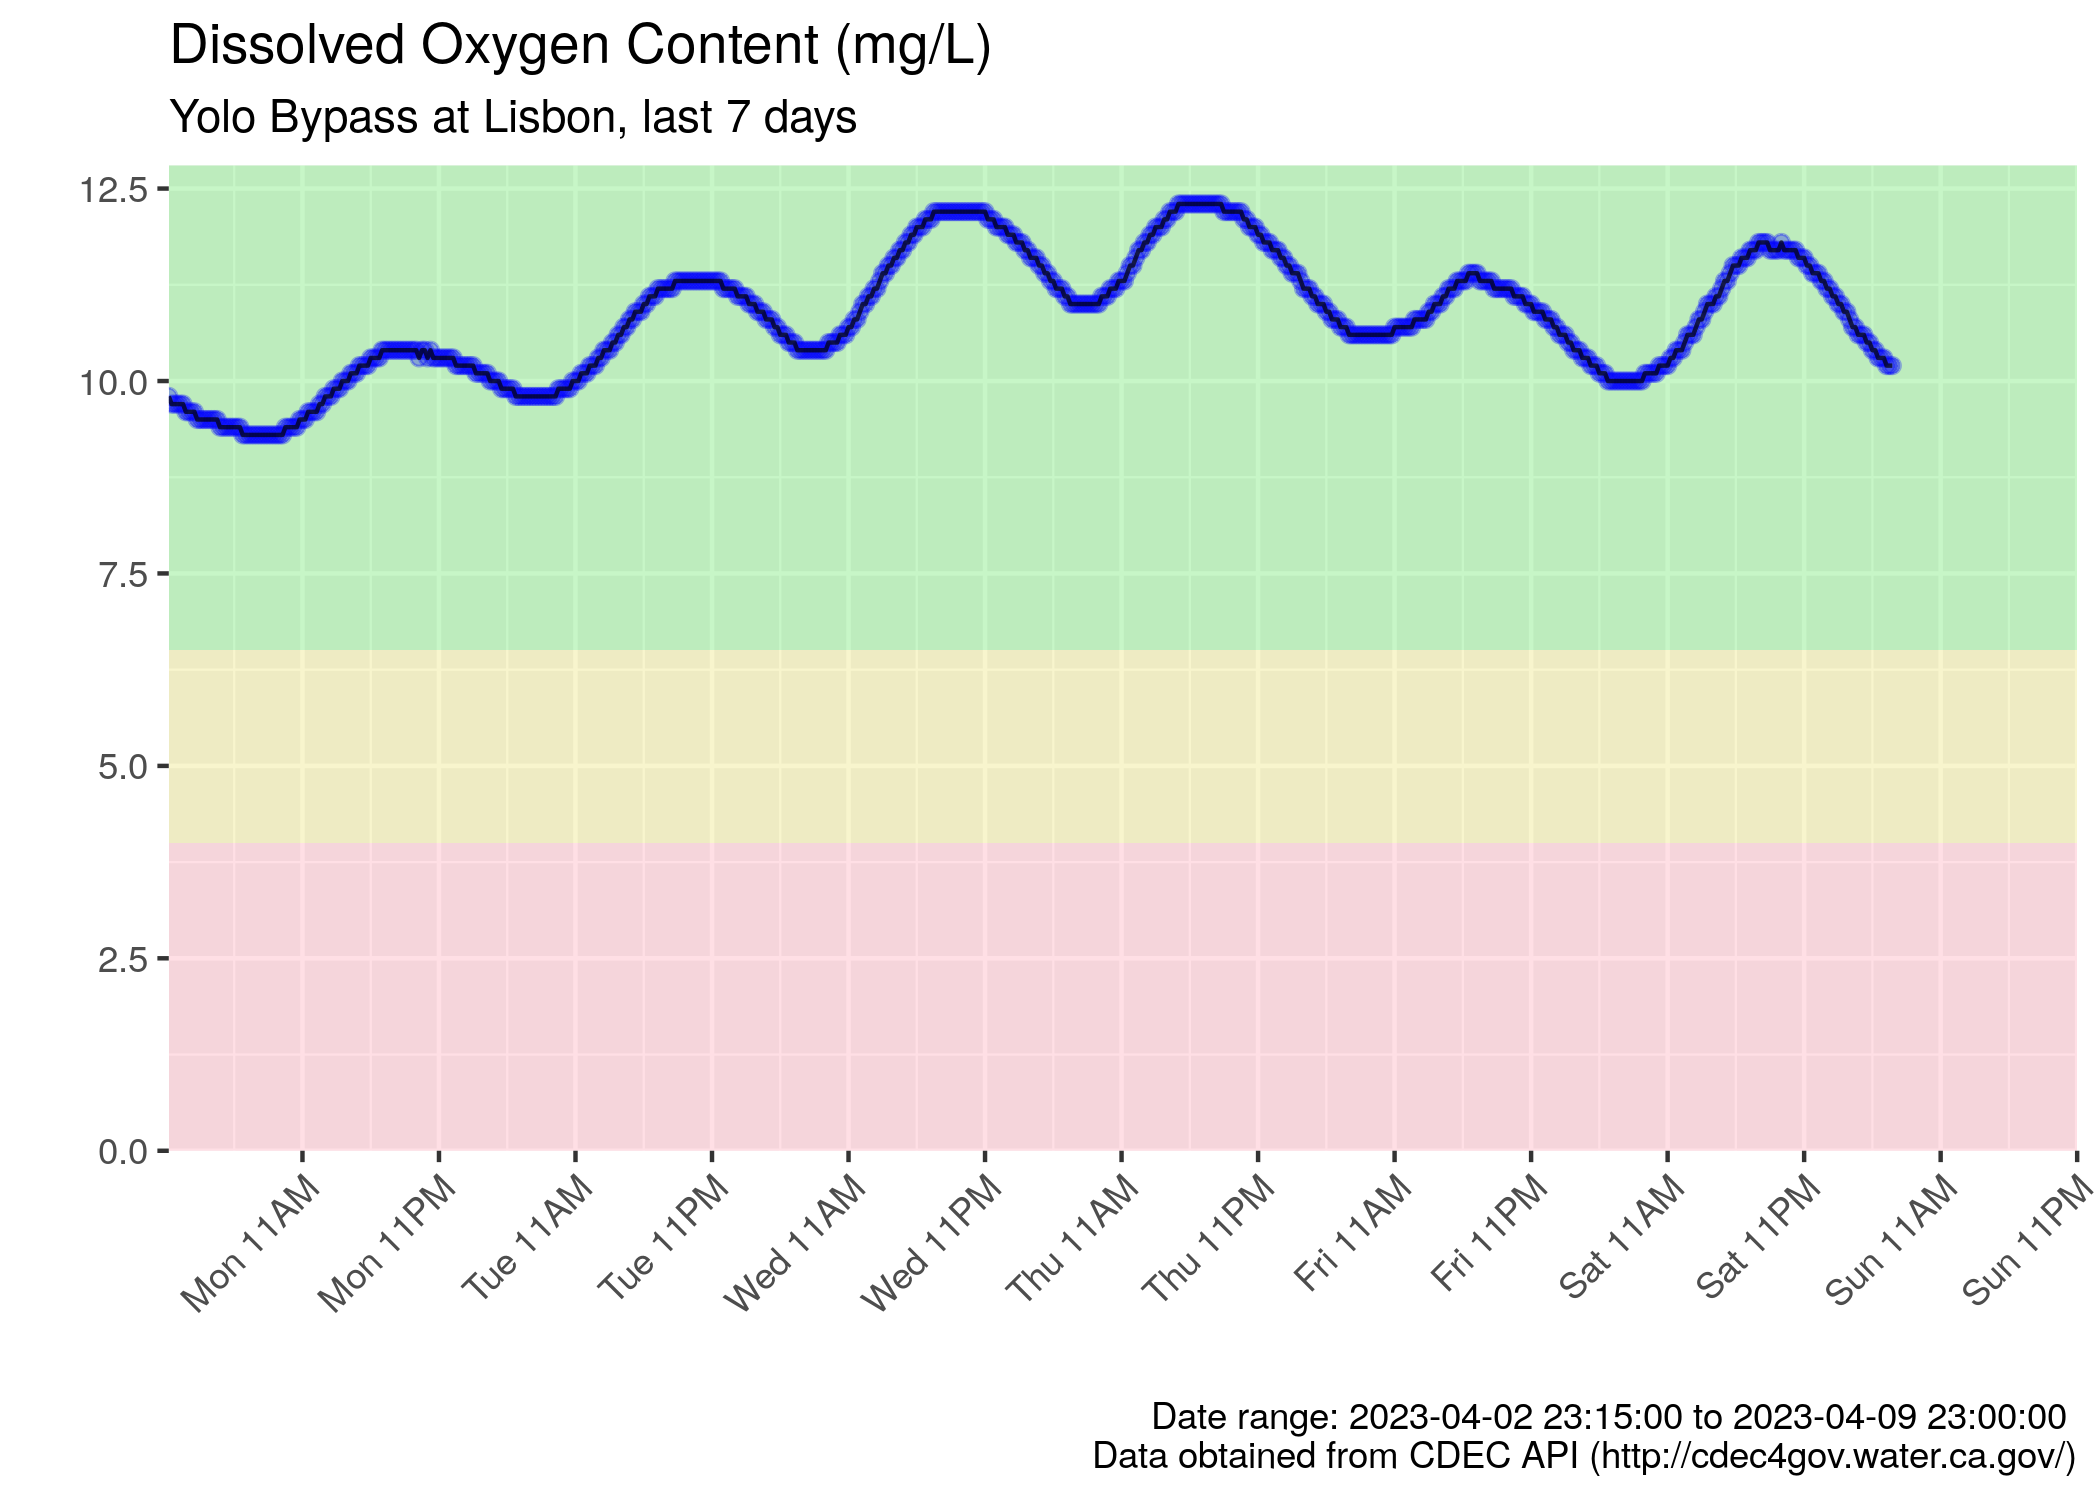 Dissolved Oxygen Content (mg/L)
Yolo Bypass at Lisbon, last 7 days
12.5
10.0
7.5
5.0
2.5
0.0
Mon 11AM
Mon 11PM
Tue 11AM
Tue 11PM
Wed 11AM
Wed 11PM
Thu 11AM
Thu 11PM
Fri 11AM
Fri 11PM
Sat 11AM
Sat 11PM
Sun 11AM
Sun 11PM
Date range: 2023-04-02 23:15:00 to 2023-04-09 23:00:00
Data obtained from CDEC API (http://cdec4gov.water.ca.gov/)